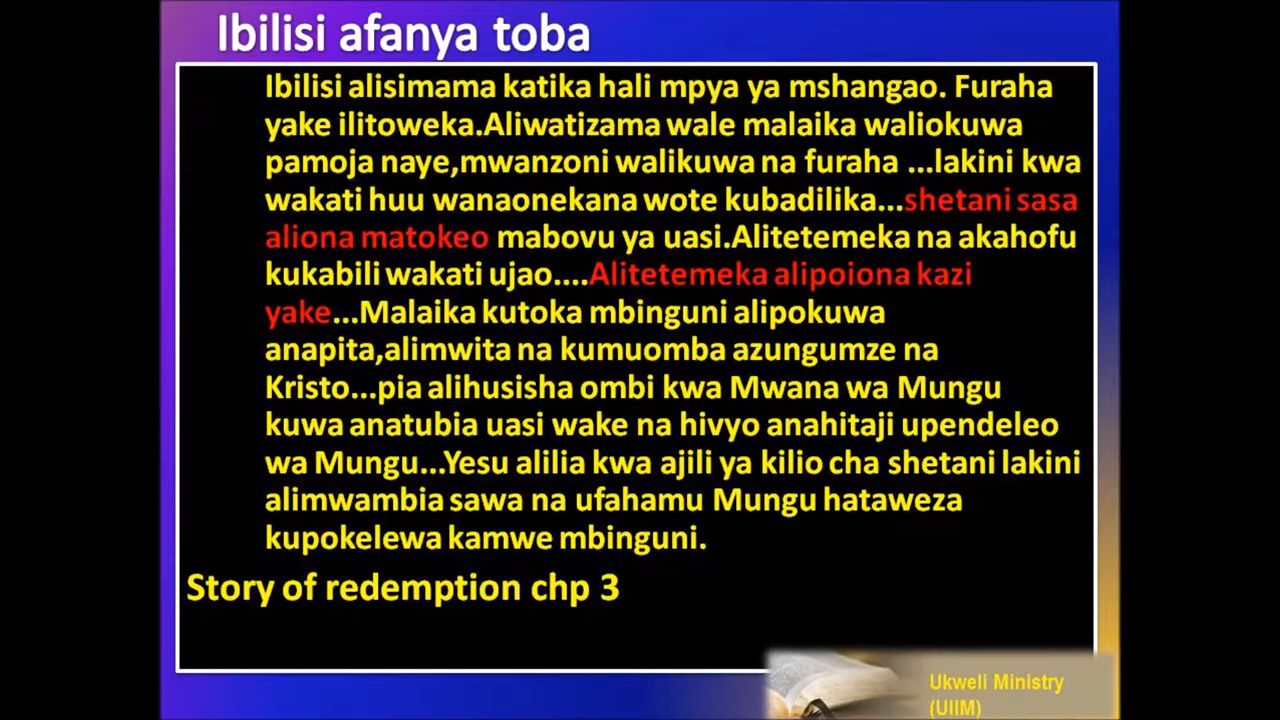 Ibilisi afanya toba
Ibilisi alisimama katika hali mpya ya mshangao. Furaha
yake ilitoweka.Aliwatizama wale malaika waliokuwa
pamoja naye,mwanzoni walikuwa na furaha ...lakini kwa
wakati huu wanaonekana wote kubadilika...shetani sasa
aliona matokeo mabovu ya uasi.Alitetemeka na akahofu
kukabili wakati ujao....Alitetemeka alipoiona kazi
yake...Malaika kutoka mbinguni alipokuwa
anapita,alimwita na kumuomba azungumze na
Kristo...pia alihusisha ombi kwa Mwana wa Mungu
kuwa anatubia uasi wake na hivyo anahitaji upendeleo
wa Mungu...Yesu alilia kwa ajili ya kilio cha shetani lakini
alimwambia sawa na ufahamu Mungu hataweza
kupokelewa kamwe mbinguni.
Story of redemption chp 3
Ukweli Ministry
(UIIM)